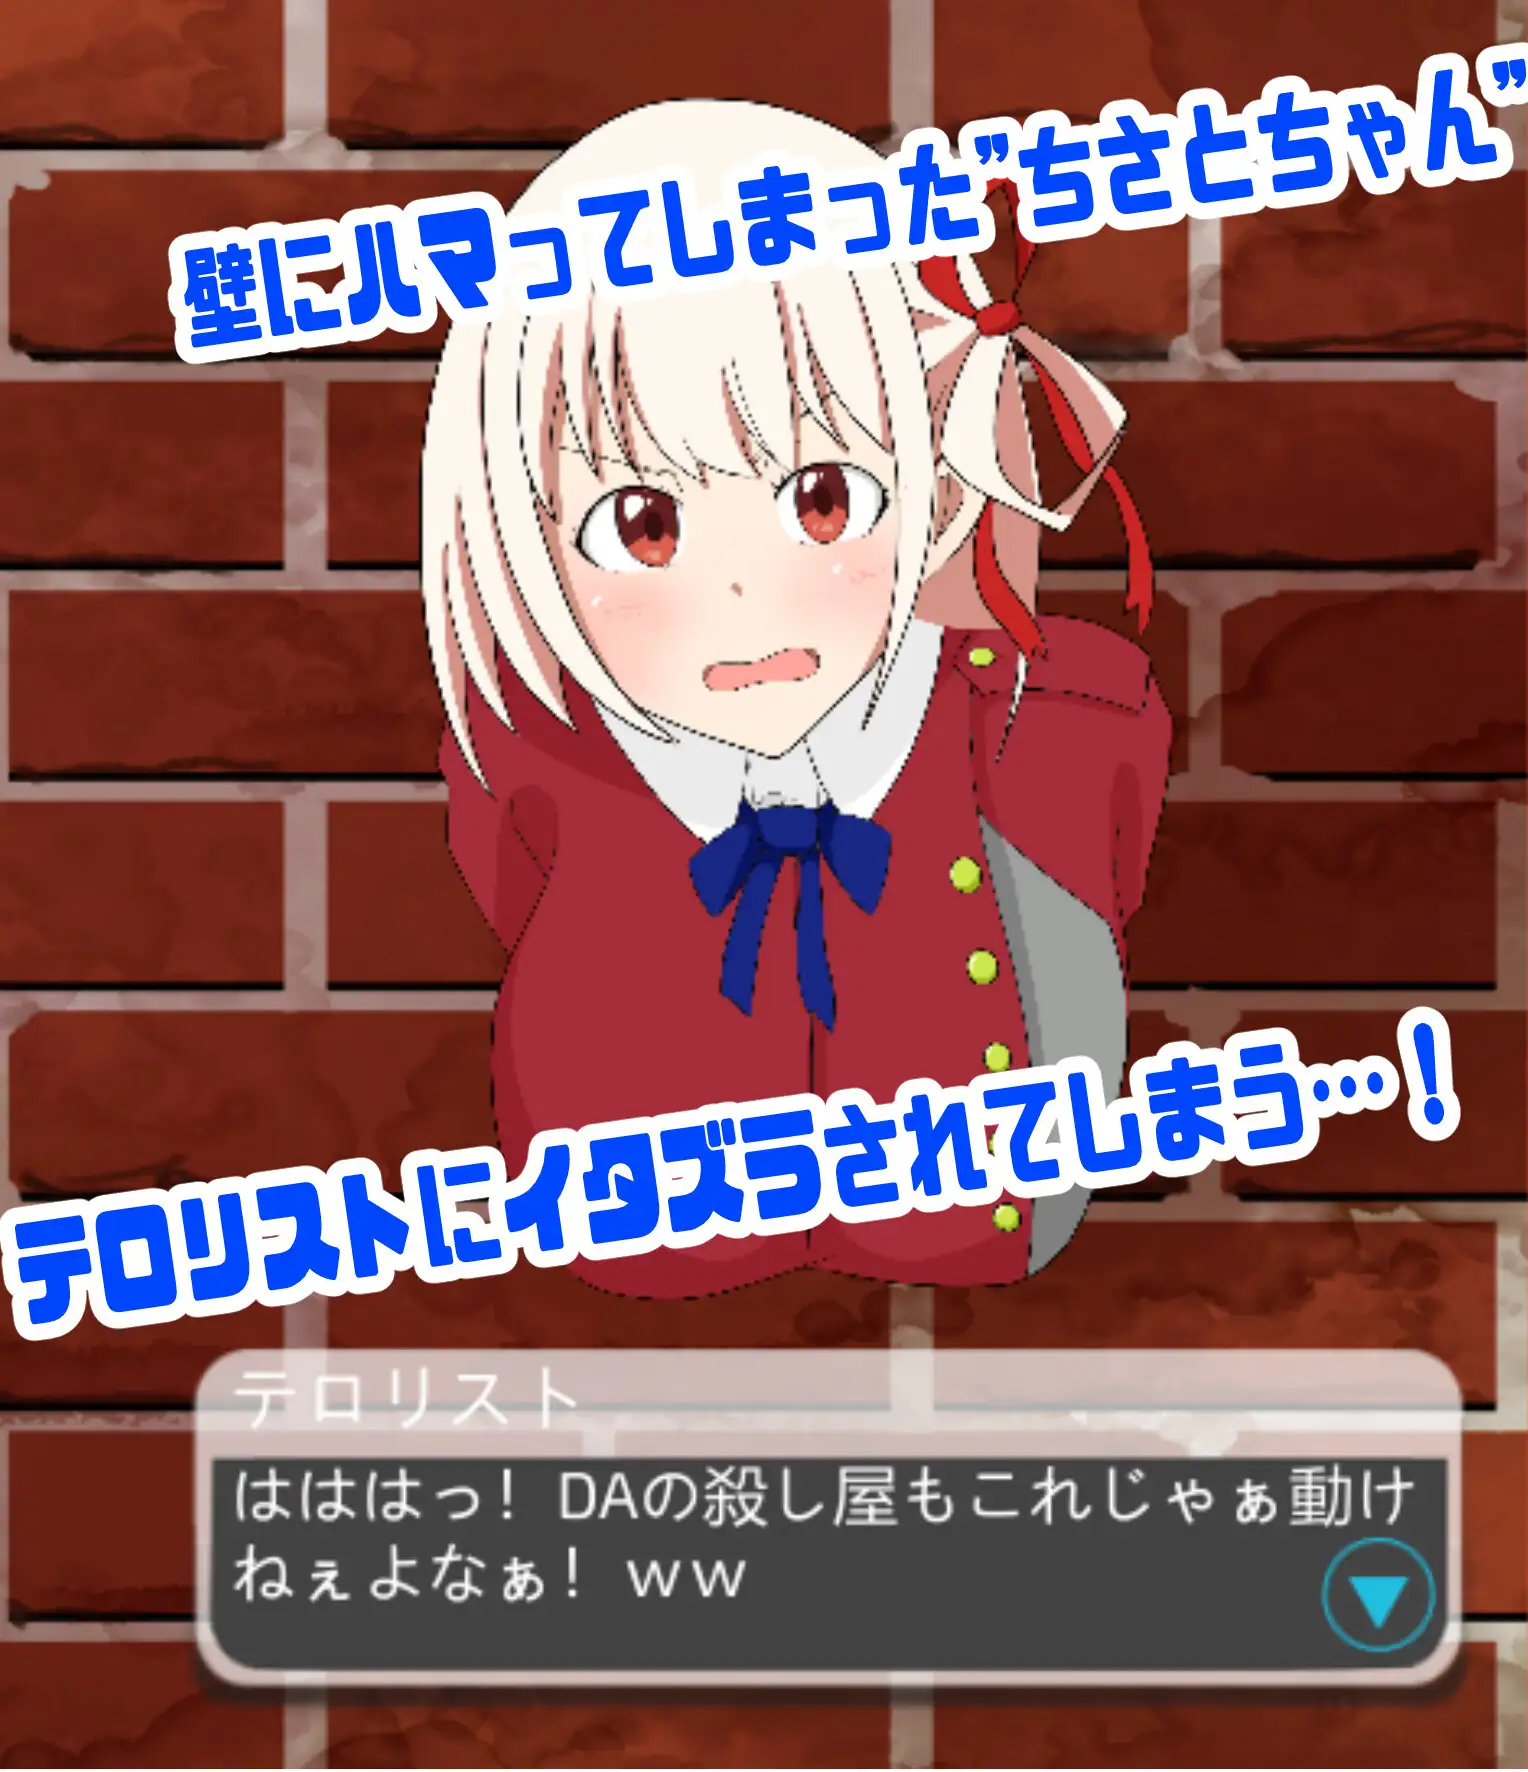 壁にハマってしまった”ちさとちゃん”
テロリストにイタズラされてしまう…！
テロリスト
はははっ！ DAの殺し屋もこれじゃぁ動け
ねぇよなぁ！ ｗｗ